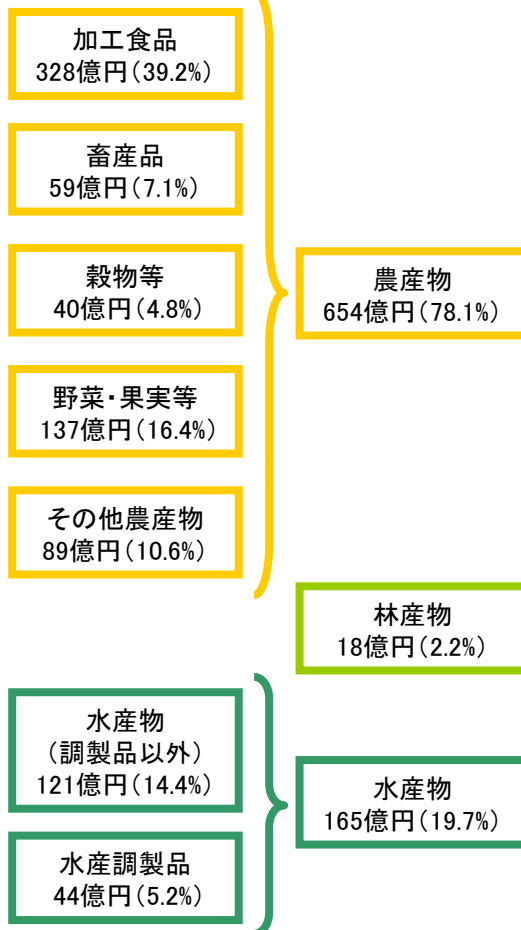 加工食品
328億円(39.2%)
畜産品
59億円(7.1%)
穀物等
40億円(4.8%)
野菜・果実等
137億円(16.4%)
その他農産物
89億円(10.6%)
農産物
654億円(78.1%)
林産物
18億円(2.2%)
水産物
(調製品以外)
121億円(14.4%)
水産調製品
44億円(5.2%)
水産物
165億円(19.7%)